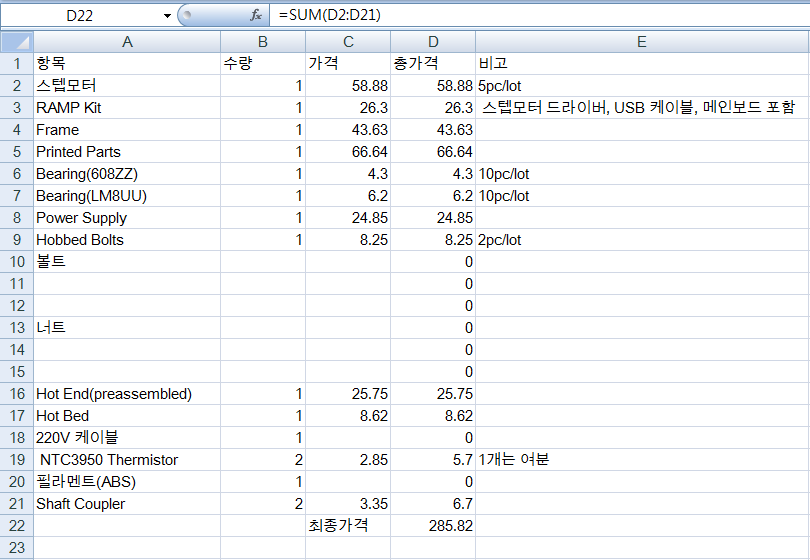 D22 fx =SUM(D2:D21)
A B C D E
1 항목 수량 가격 총가격 비고
2 스텝모터 1 58.88 58.88 5pc/lot
3 RAMP Kit 1 26.3 26.3 스텝모터 드라이버, USB 케이블, 메인보드 포함
4 Frame 1 43.63 43.63
5 Printed Parts 1 66.64 66.64
6 Bearing(608ZZ) 1 4.3 4.3 10pc/lot
7 Bearing(LM8UU) 1 6.2 6.2 10pc/lot
8 Power Supply 1 24.85 24.85
9 Hobbed Bolts 1 8.25 8.25 2pc/lot
10 볼트 0
11 0
12 0
13 너트 0
14 0
15 0
16 Hot End(preassembled) 1 25.75 25.75
17 Hot Bed 1 8.62 8.62
18 220V 케이블 1 0
19 NTC3950 Thermistor 2 2.85 5.7 1개는 여분
20 필라멘트(ABS) 1 0
21 Shaft Coupler 2 3.35 6.7
22 최종가격 285.82
23